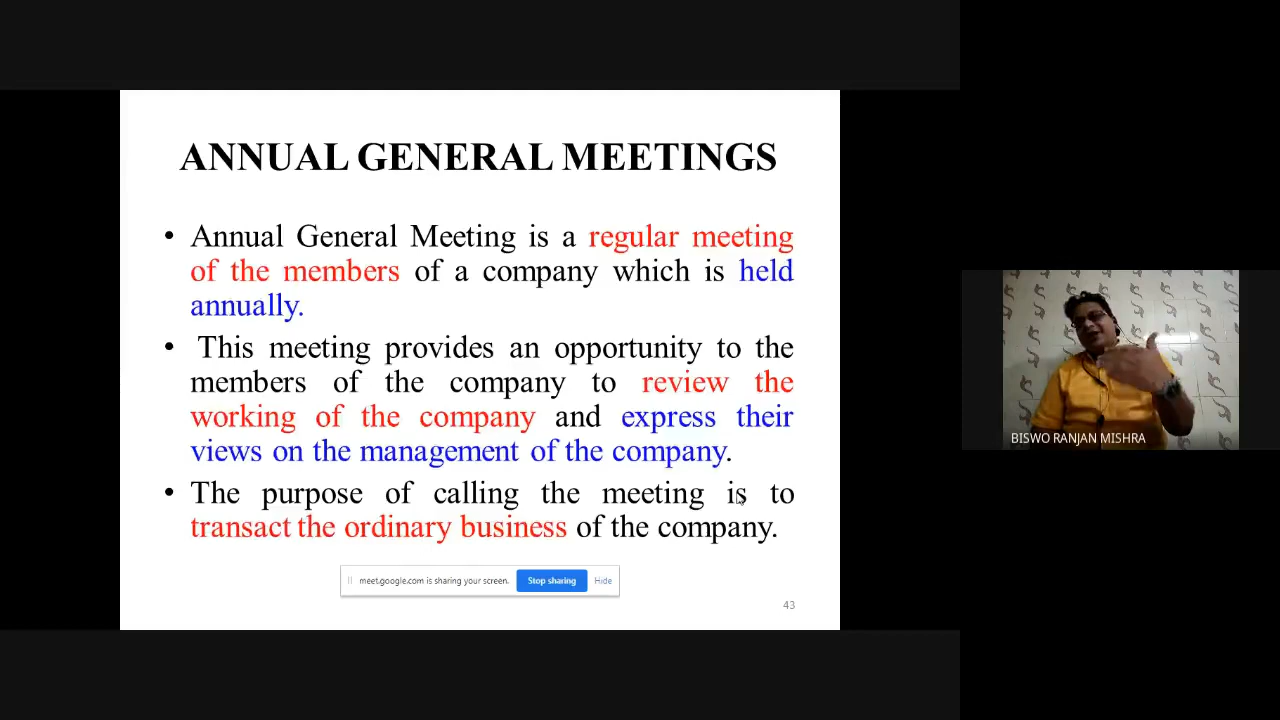 ANNUAL GENERAL MEETINGS
• Annual General Meeting is a regular meeting
of the members of a company which is held
annually.
• This meeting provides an opportunity to the
members of the company to review the
working of the company and express their
views on the management of the company.
• The purpose of calling the meeting is to
transact the ordinary business of the company.
meet.google.com is sharing your screen. Stop sharing Hide
43
BISWO RANJAN MISHRA